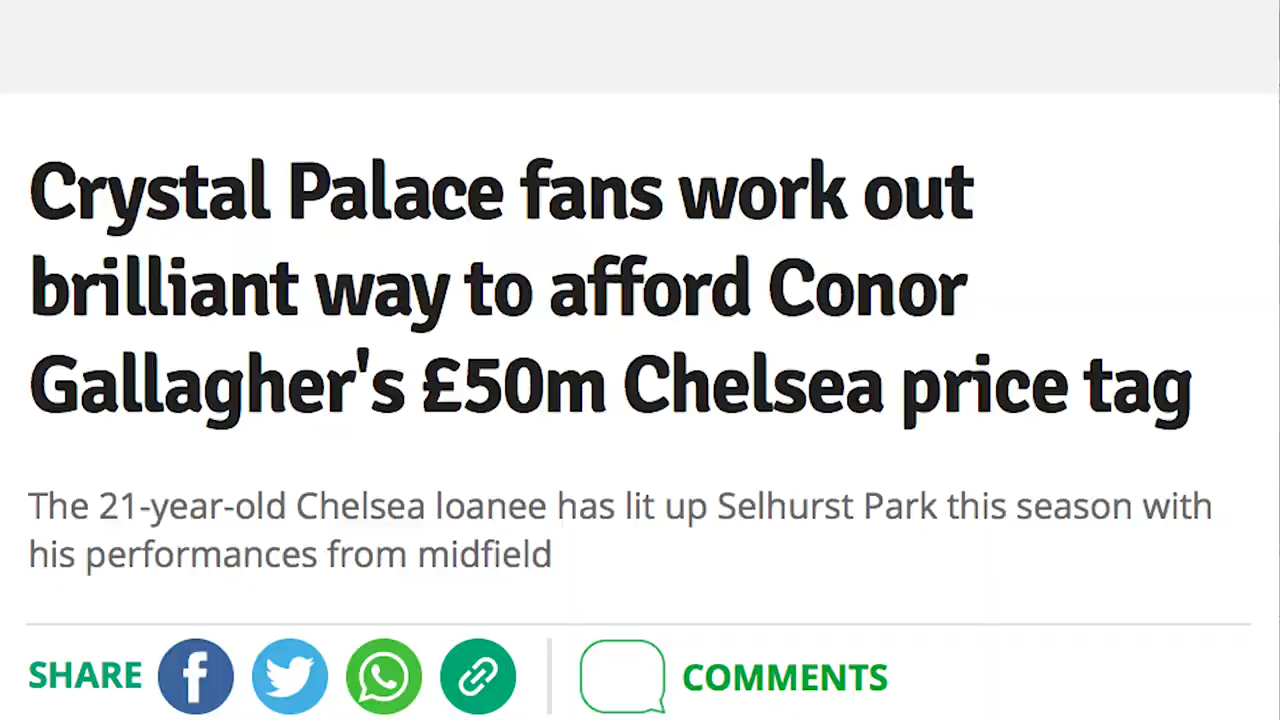 Crystal Palace fans work out
brilliant way to afford Conor
Gallagher's £50m Chelsea price tag
The 21-year-old Chelsea loanee has lit up Selhurst Park this season with
his performances from midfield
SHARE COMMENTS